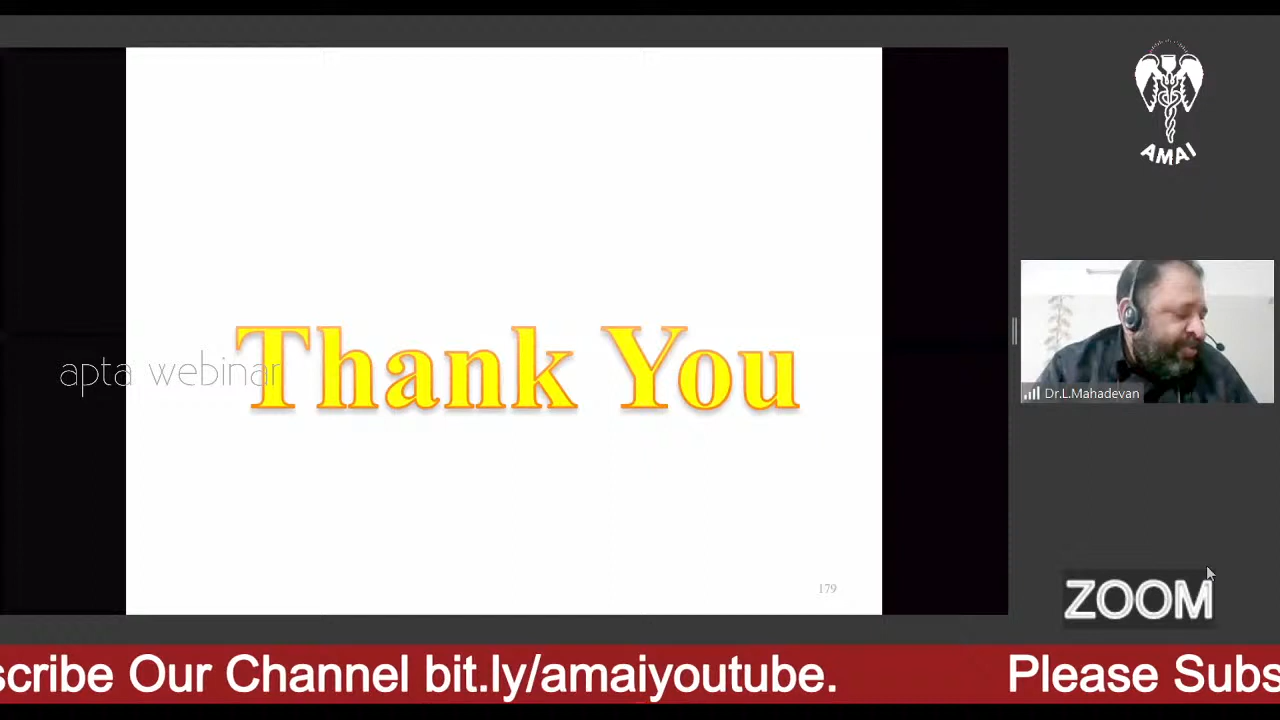 AMAI
Thank You
apta webinar
Dr.L.Mahadevan
179
ZOOM
scribe Our Channel bit.ly/amaiyoutube. Please Subs